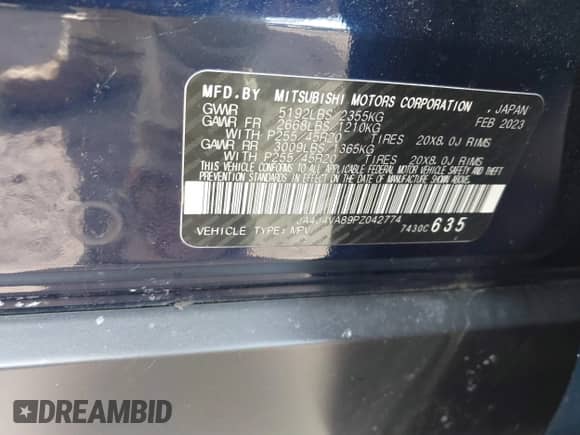 MFD.BY MITSUBISHI MOTORS CORPORATION , JAPAN
GVWR 5192LBS 2355KG FEB 2023
GAWR FR 2668LBS 1210KG
WITH P255/45R20 TIRES 20X8.0J RIMS
GAWR RR 3009LBS 1365KG
WITH P255/45R20 TIRES 20X8.0J RIMS
THIS VEHICLE CONFORMS TO ALL APPLICABLE FEDERAL MOTOR VEHICLE SAFETY AND THEFT
PREVENTION STANDARDS IN EFFECT ON THE DATE OF MANUFACTURE SHOWN ABOVE.
JA4J4VA89PZ042774
VEHICLE TYPE: MPV 7430C 635
DREAMBID